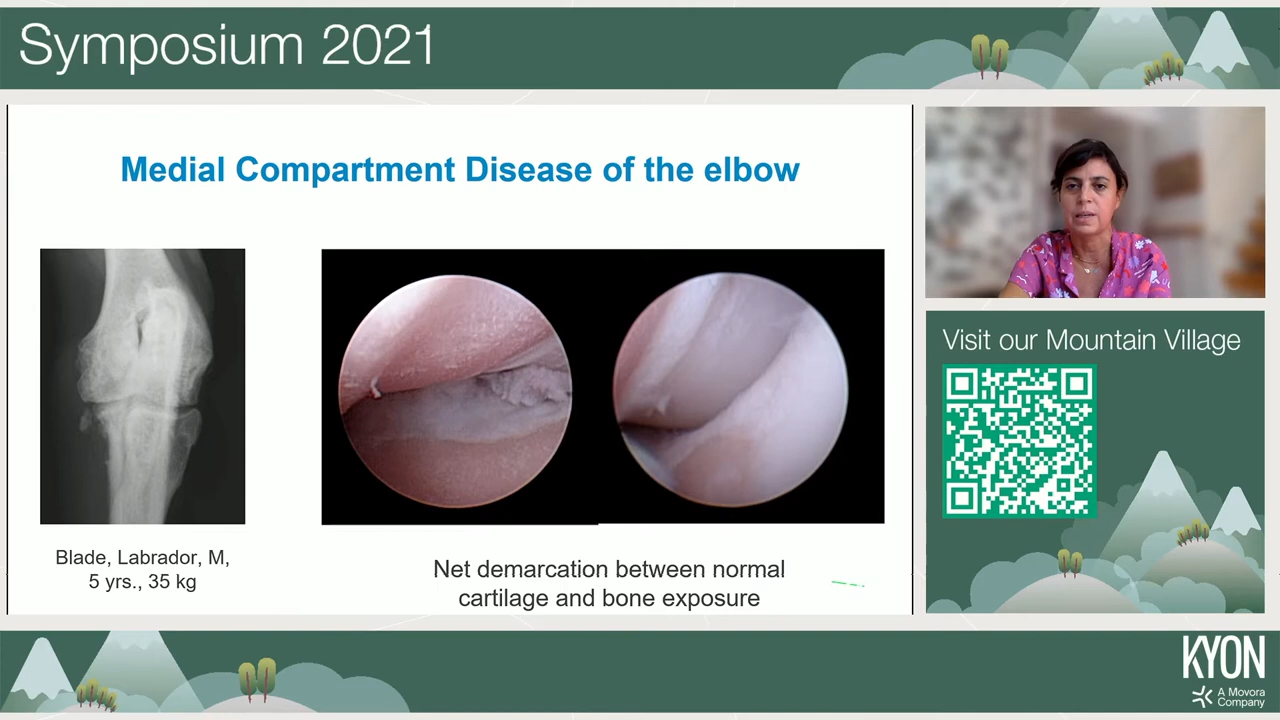 Symposium 2021
Medial Compartment Disease of the elbow
Blade, Labrador, M,
5 yrs., 35 kg
Net demarcation between normal
cartilage and bone exposure
Visit our Mountain Village
KYON
A Movora
Company